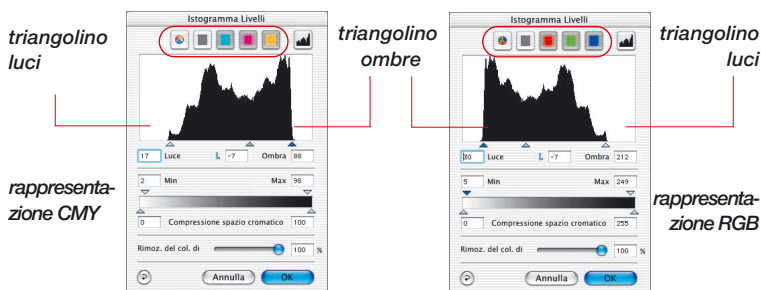 triangolino
luci
Istogramma Livelli
17 Luce L -7 Ombra 88
2 Min Max 98
0 Compressione spazio cromatico 100
Rimoz. del col. di 100 %
Annulla OK
rappresenta-
zione CMY
triangolino
ombre
Istogramma Livelli
30 Luce L -7 Ombra 212
5 Min Max 249
0 Compressione spazio cromatico 255
Rimoz. del col. di 100 %
Annulla OK
triangolino
luci
rappresenta-
zione RGB